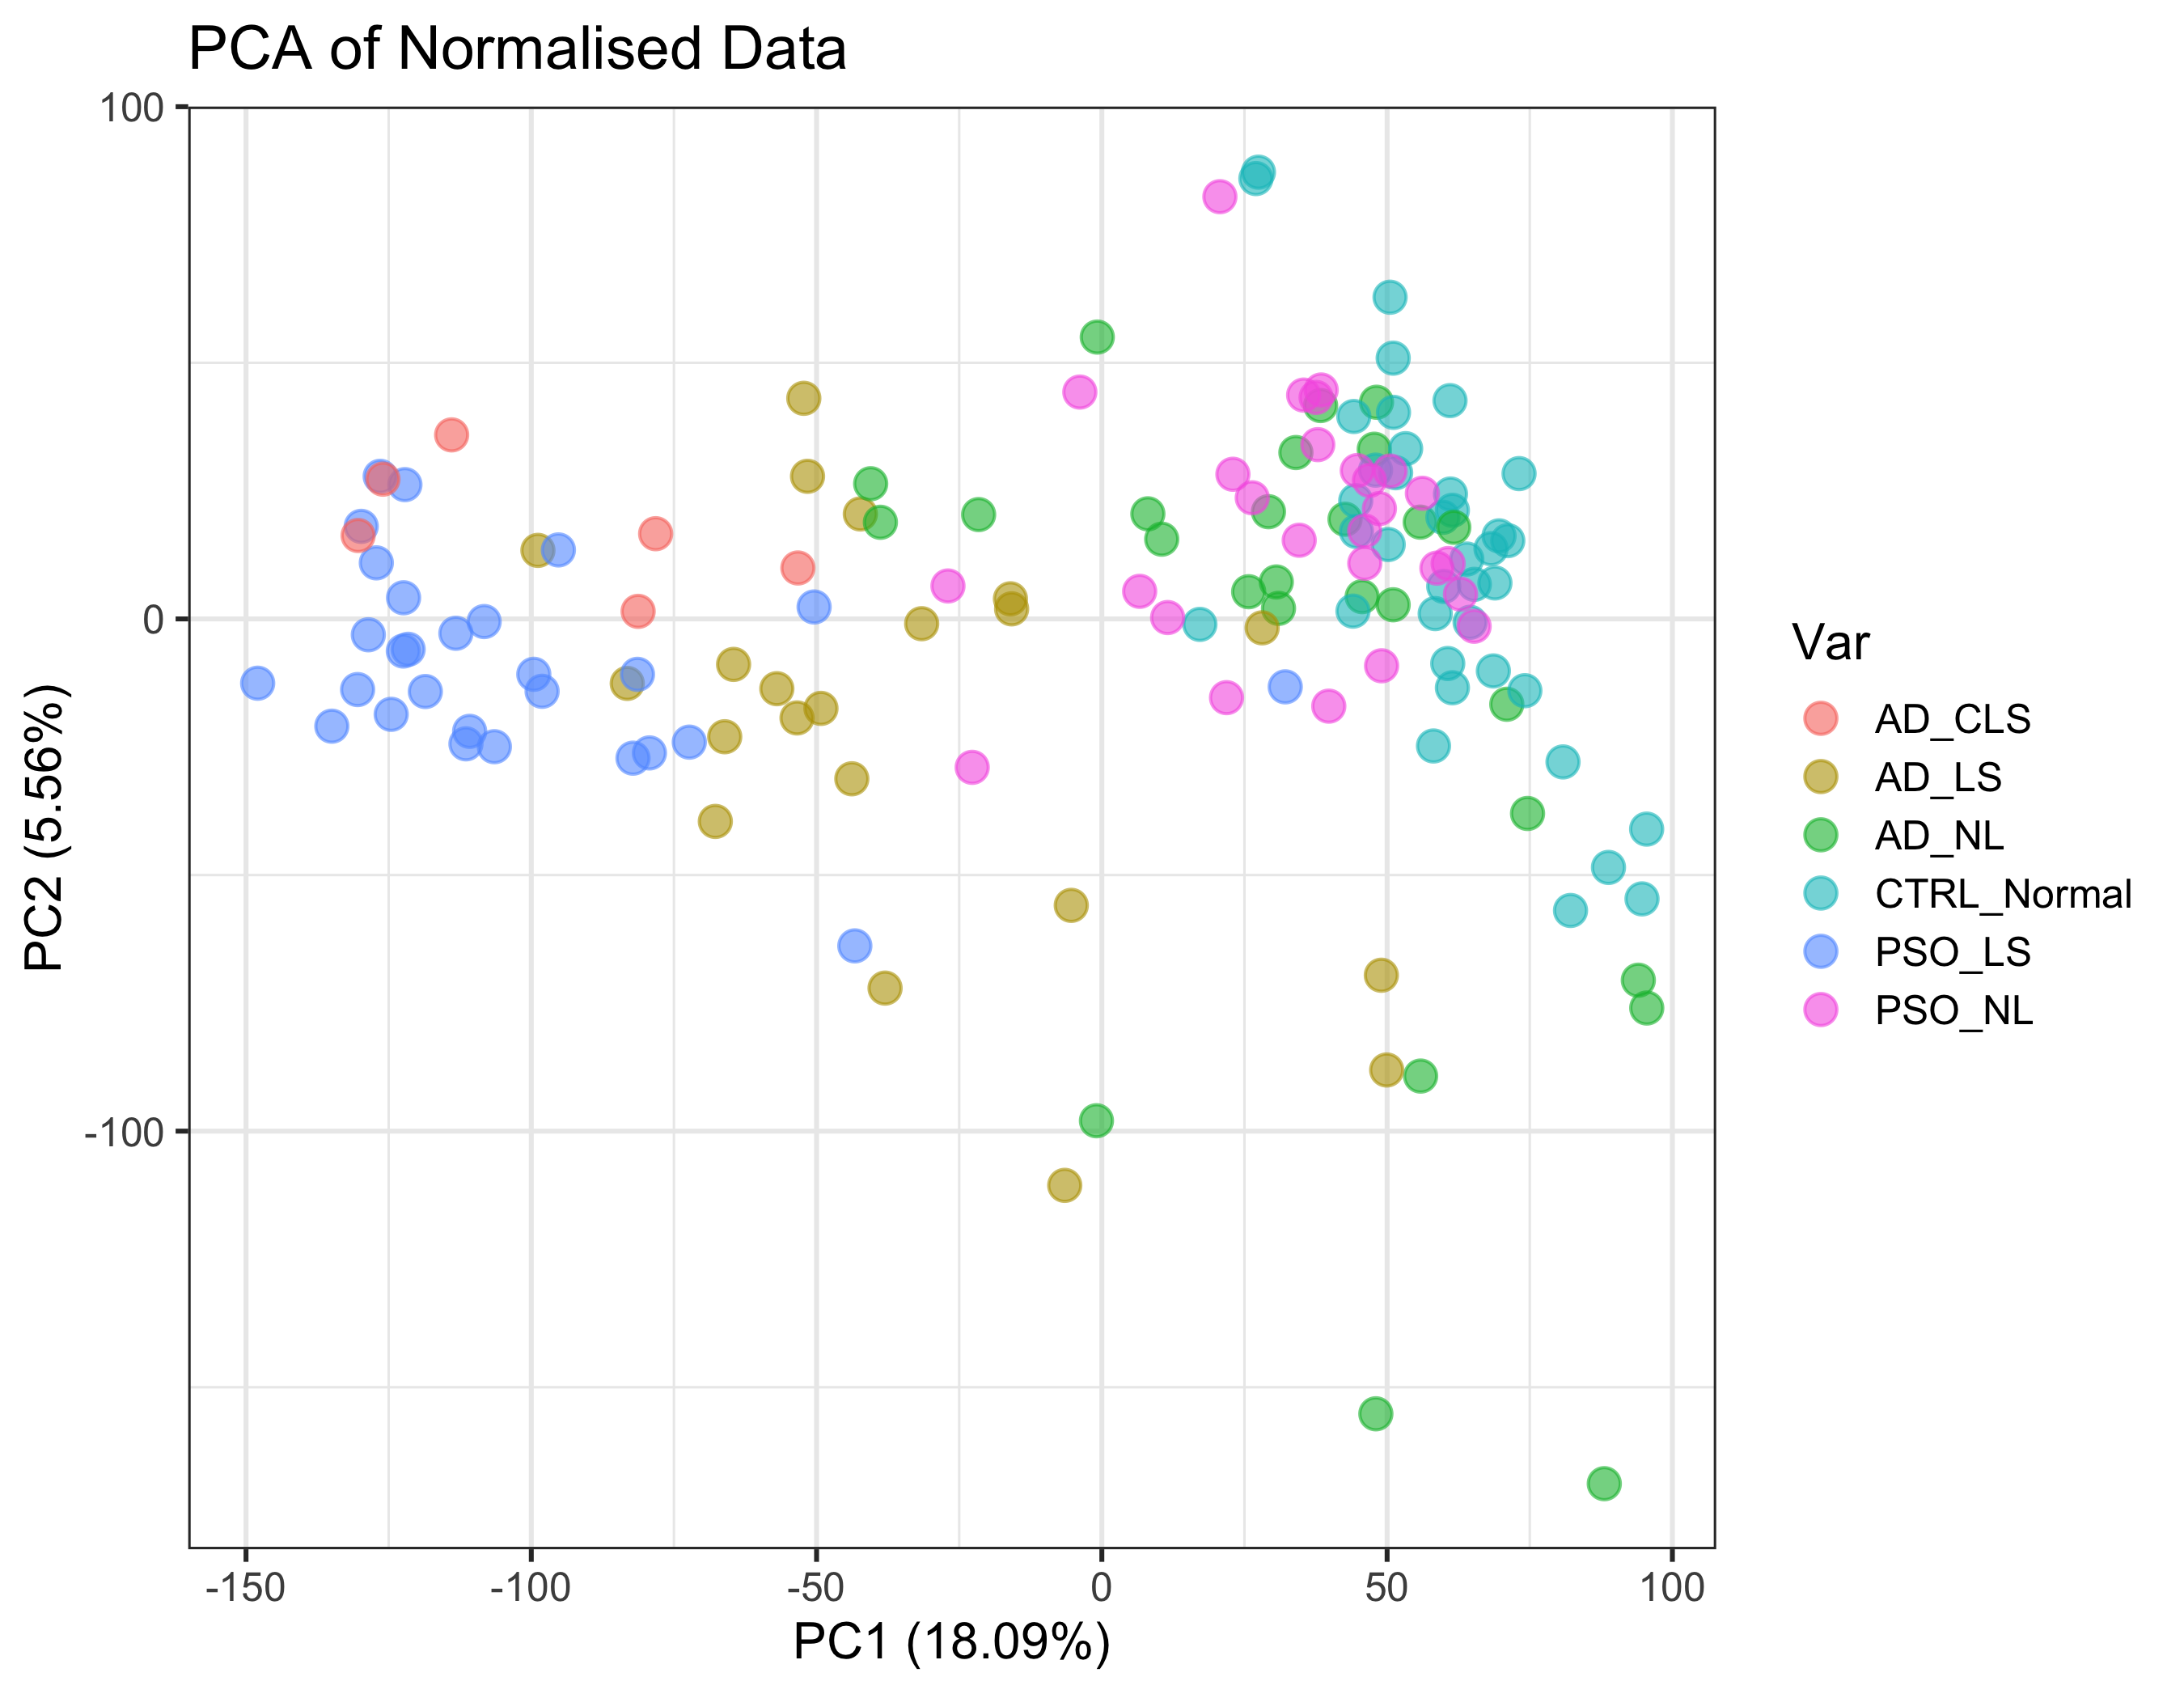 PCA of Normalised Data
100
0
-100
PC2 (5.56%)
-150 -100 -50 0 50 100
PC1 (18.09%)
Var
AD_CLS
AD_LS
AD_NL
CTRL_Normal
PSO_LS
PSO_NL